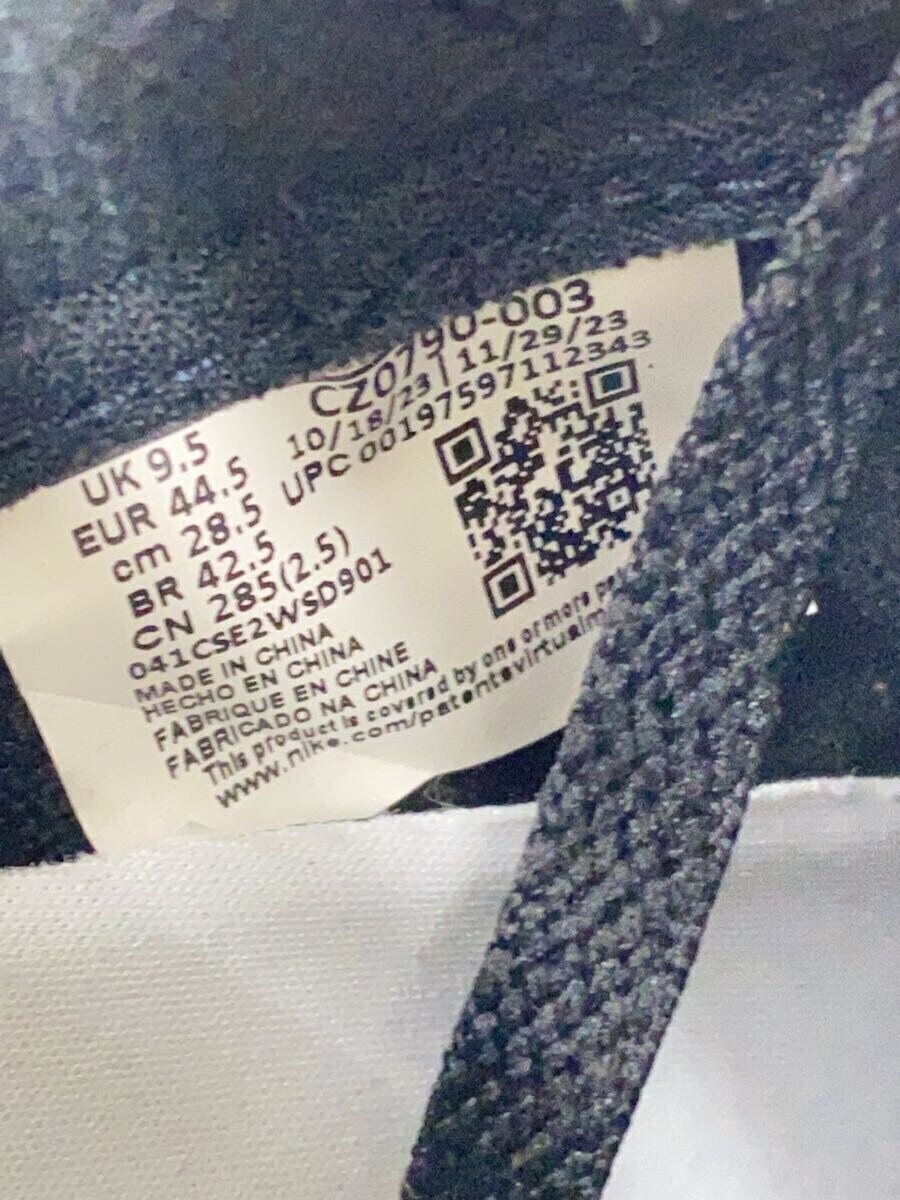 CZ0790-003
10/18/23 | 11/29/23
UPC 00197597112343
UK 9.5
EUR 44.5
cm 28.5
BR 42.5
CN 285(2.5)
041CSE2WSD901
MADE IN CHINA
HECHO EN CHINA
FABRIQUE EN CHINE
FABRICADO NA CHINA
This product is covered by one or more
www.nike.com/patentsvirtualm